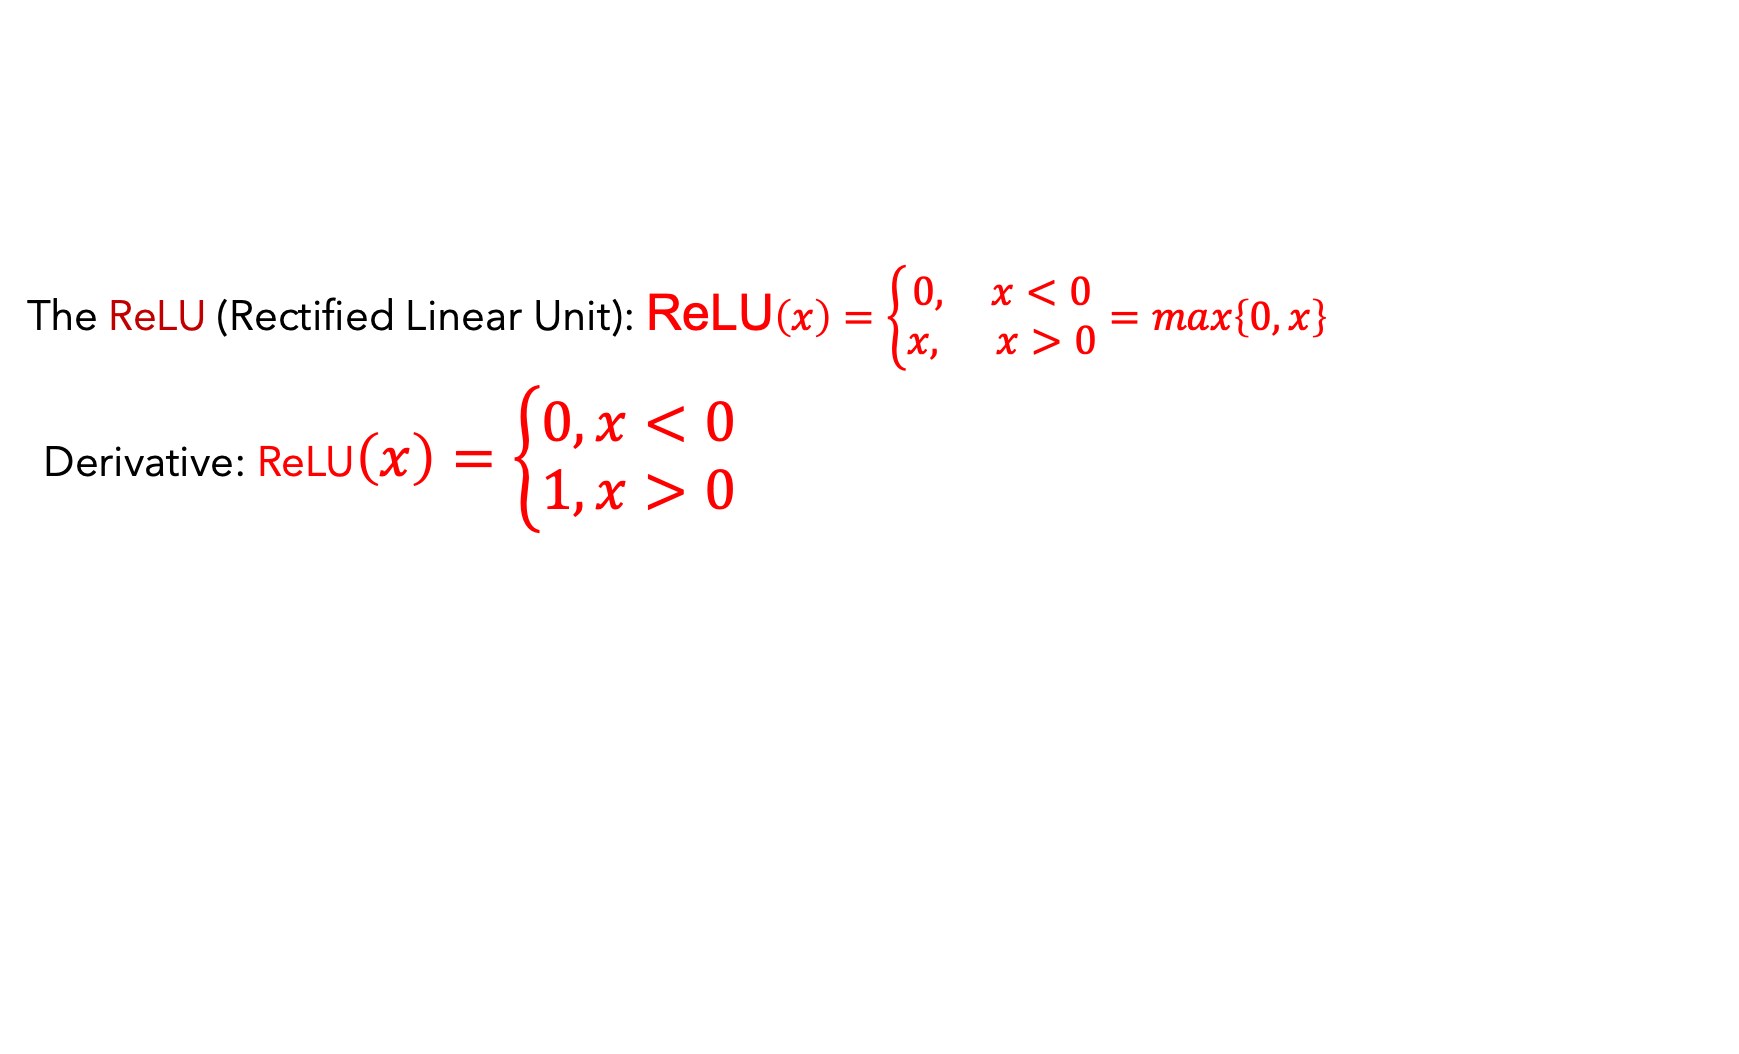 The ReLU (Rectified Linear Unit): ReLU(x) = {0, x < 0 x, x > 0 = max{0, x}
Derivative: ReLU(x) = {0, x < 0 1, x > 0